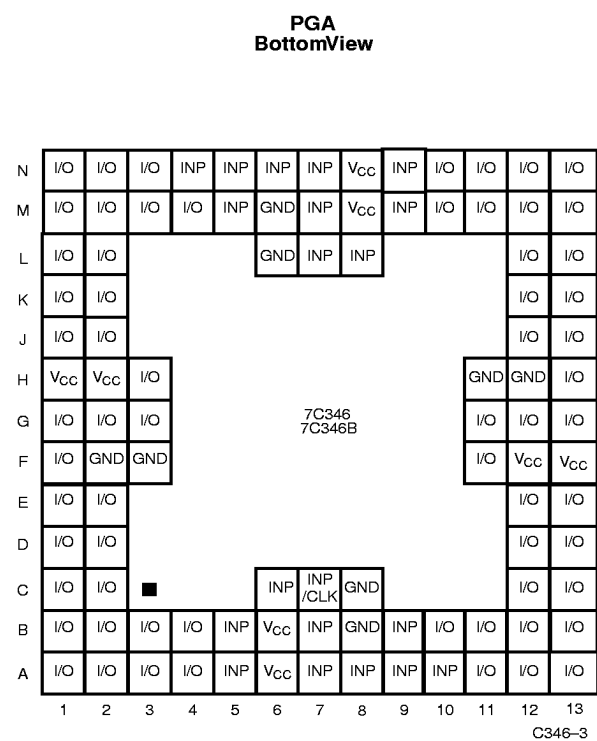 PGA
BottomView
N I/O I/O I/O INP INP INP INP VCC INP I/O I/O I/O I/O
M I/O I/O I/O I/O INP GND INP VCC INP I/O I/O I/O I/O
L I/O I/O GND INP INP I/O I/O
K I/O I/O I/O I/O
J I/O I/O I/O I/O
H VCC VCC I/O GND GND I/O
G I/O I/O I/O 7C346 I/O I/O I/O
7C346B
F I/O GND GND I/O VCC VCC
E I/O I/O I/O I/O
D I/O I/O I/O I/O
C I/O I/O INP INP /CLK GND I/O I/O
B I/O I/O I/O I/O INP VCC INP GND INP I/O I/O I/O I/O
A I/O I/O I/O I/O INP VCC INP INP INP INP I/O I/O I/O
1 2 3 4 5 6 7 8 9 10 11 12 13
C346–3